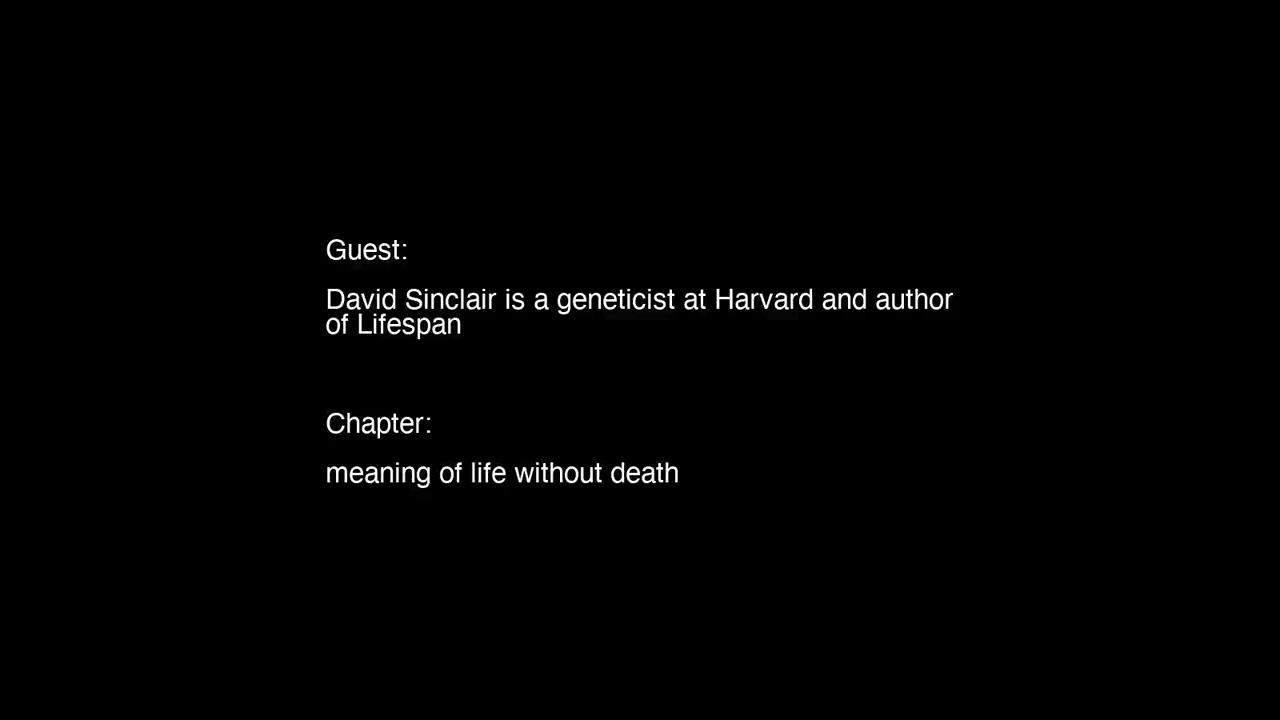 Guest:
David Sinclair is a geneticist at Harvard and author
of Lifespan
Chapter:
meaning of life without death